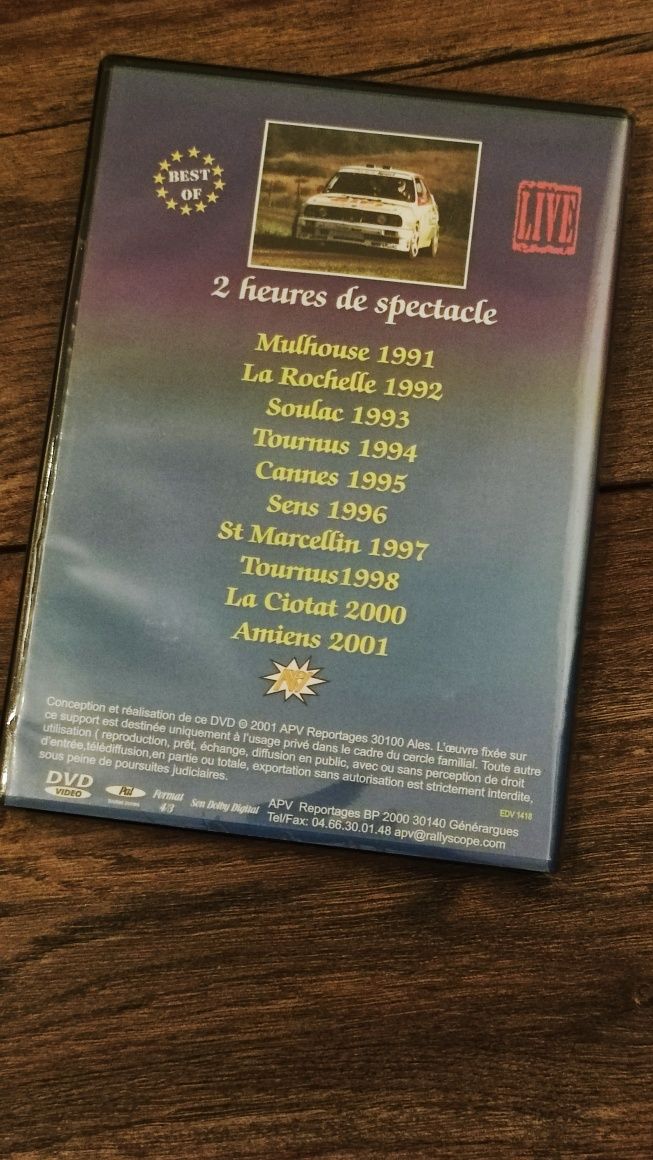 BEST
OF
LIVE
2 heures de spectacle
Mulhouse 1991
La Rochelle 1992
Soulac 1993
Tournus 1994
Cannes 1995
Sens 1996
St Marcellin 1997
Tournus1998
La Ciotat 2000
Amiens 2001
Conception et réalisation de ce DVD © 2001 APV Reportages 30100 Ales. L'œuvre fixée sur
ce support est destinée uniquement à l'usage privé dans le cadre du cercle familial. Toute autre
utilisation ( reproduction, prêt, échange, diffusion en public, avec ou sans perception de droit
d'entrée,télédiffusion,en partie ou totale, exportation sans autorisation est strictement interdite,
sous peine de poursuites judiciaires.
EDV 1418
DVD
VIDEO
Pal
Format
4/3
Son Dolby Digital
APV Reportages BP 2000 30140 Générargues
Tel/Fax: 04.66.30.01.48 apv@rallyscope.com